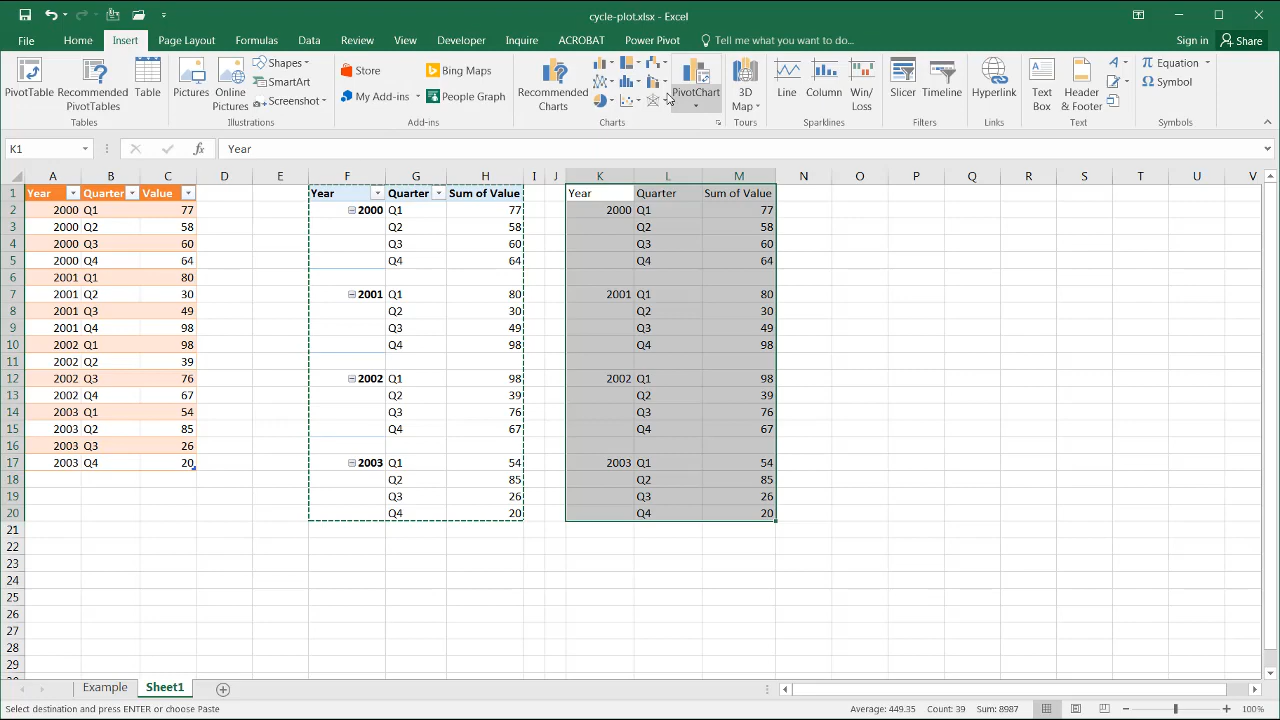 cycle-plot.xlsx - Excel
File Home Insert Page Layout Formulas Data Review View Developer Inquire ACROBAT Power Pivot Tell me what you want to do... Sign in Share
PivotTable Recommended PivotTables Table Pictures Online Pictures Shapes SmartArt Screenshot Store My Add-ins Bing Maps People Graph Recommended Charts PivotChart 3D Map Line Column Win/Loss Slicer Timeline Hyperlink Text Box Header & Footer Equation Symbol
Tables Illustrations Add-ins Charts Tours Sparklines Filters Links Text Symbols
K1 fx Year
A B C D E F G H I J K L M N O P Q R S T U V
1 Year Quarter Value Year Quarter Sum of Value Year Quarter Sum of Value
2 2000 Q1 77 2000 Q1 77 2000 Q1 77
3 2000 Q2 58 Q2 58 Q2 58
4 2000 Q3 60 Q3 60 Q3 60
5 2000 Q4 64 Q4 64 Q4 64
6 2001 Q1 80
7 2001 Q2 30 2001 Q1 80 2001 Q1 80
8 2001 Q3 49 Q2 30 Q2 30
9 2001 Q4 98 Q3 49 Q3 49
10 2002 Q1 98 Q4 98 Q4 98
11 2002 Q2 39
12 2002 Q3 76 2002 Q1 98 2002 Q1 98
13 2002 Q4 67 Q2 39 Q2 39
14 2003 Q1 54 Q3 76 Q3 76
15 2003 Q2 85 Q4 67 Q4 67
16 2003 Q3 26
17 2003 Q4 20 2003 Q1 54 2003 Q1 54
18 Q2 85 Q2 85
19 Q3 26 Q3 26
20 Q4 20 Q4 20
21
22
23
24
25
26
27
28
29
Example Sheet1
Select destination and press ENTER or choose Paste Average: 449.35 Count: 39 Sum: 8987 100%